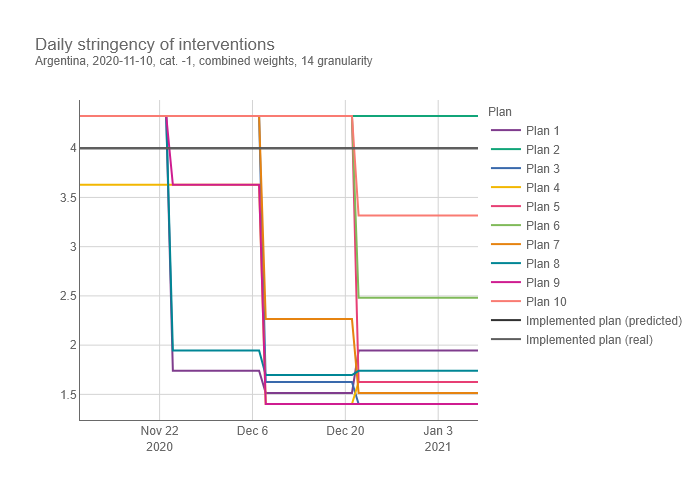 Daily stringency of interventions
Argentina, 2020-11-10, cat. -1, combined weights, 14 granularity
Plan
Plan 1
Plan 2
Plan 3
Plan 4
Plan 5
Plan 6
Plan 7
Plan 8
Plan 9
Plan 10
Implemented plan (predicted)
Implemented plan (real)
4
3.5
3
2.5
2
1.5
Nov 22
2020
Dec 6
Dec 20
Jan 3
2021